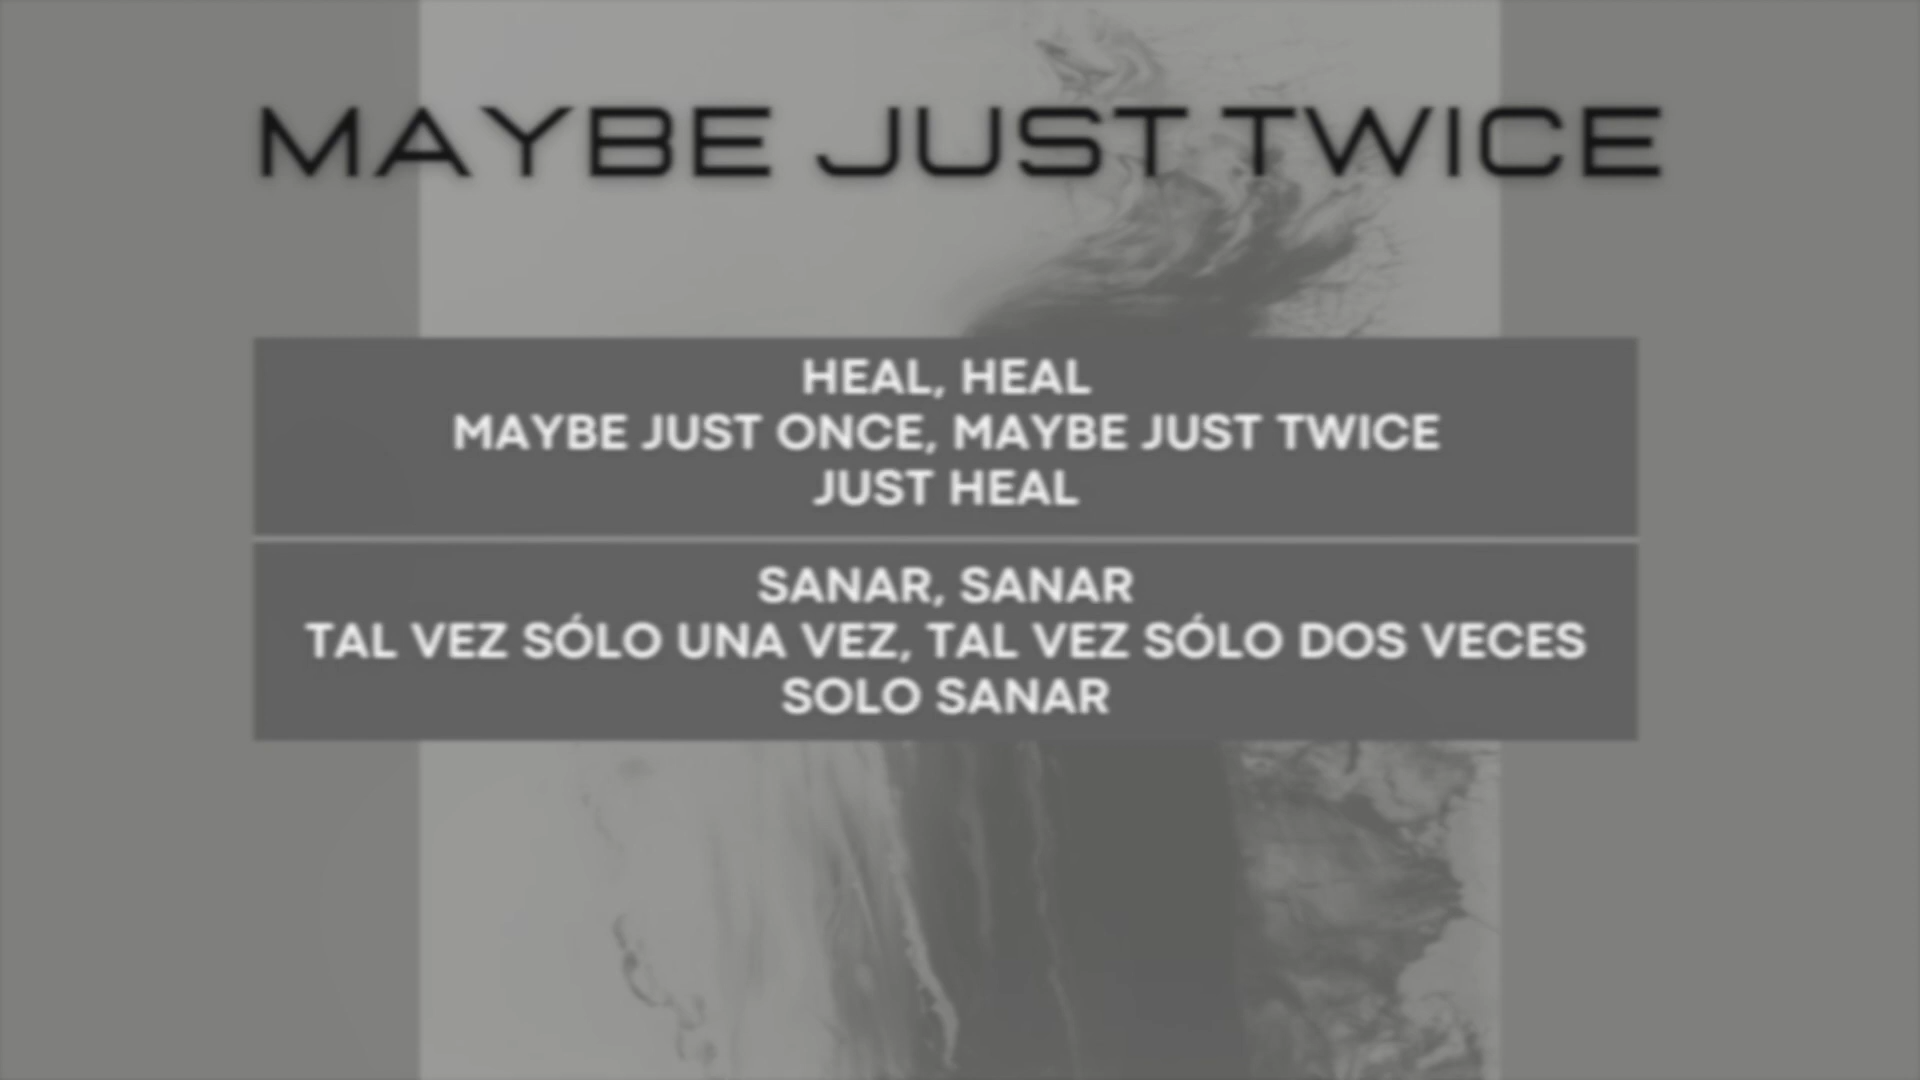 MAYBE JUST TWICE
HEAL, HEAL
MAYBE JUST ONCE, MAYBE JUST TWICE
JUST HEAL
SANAR, SANAR
TAL VEZ SÓLO UNA VEZ, TAL VEZ SÓLO DOS VECES
SOLO SANAR